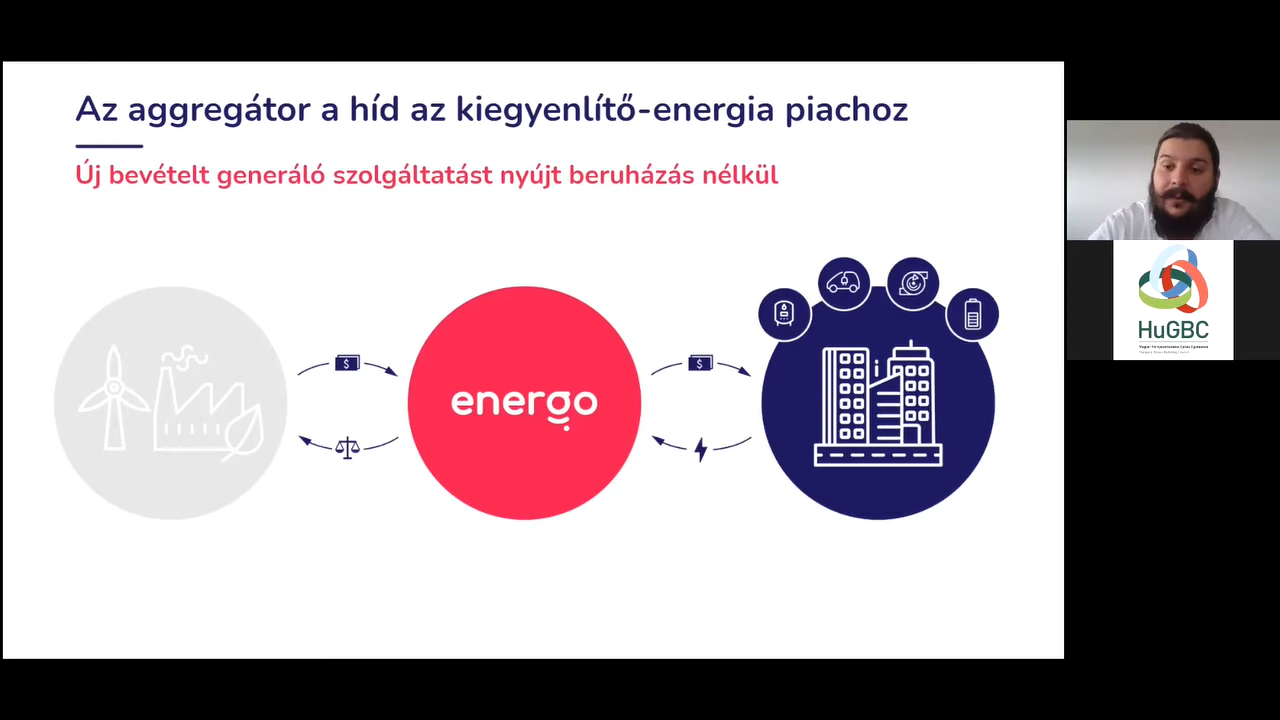 Az aggregátor a híd az kiegyenlítő-energia piachoz
Új bevételt generáló szolgáltatást nyújt beruházás nélkül
$
$
energo
HuGBC